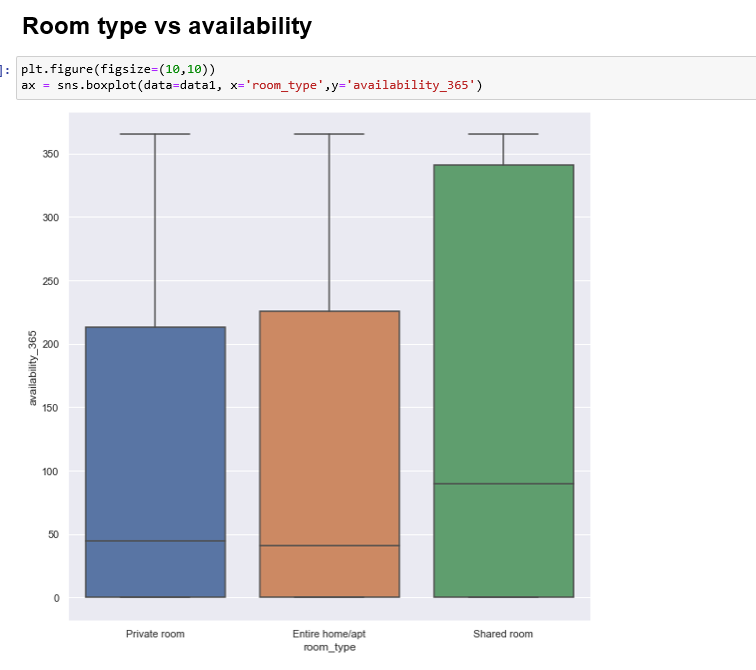 Room type vs availability
]: plt.figure(figsize=(10,10))
ax = sns.boxplot(data=data1, x='room_type',y='availability_365')
350
300
250
200
150
100
50
0
availability_365
Private room
Entire home/apt
Shared room
room_type